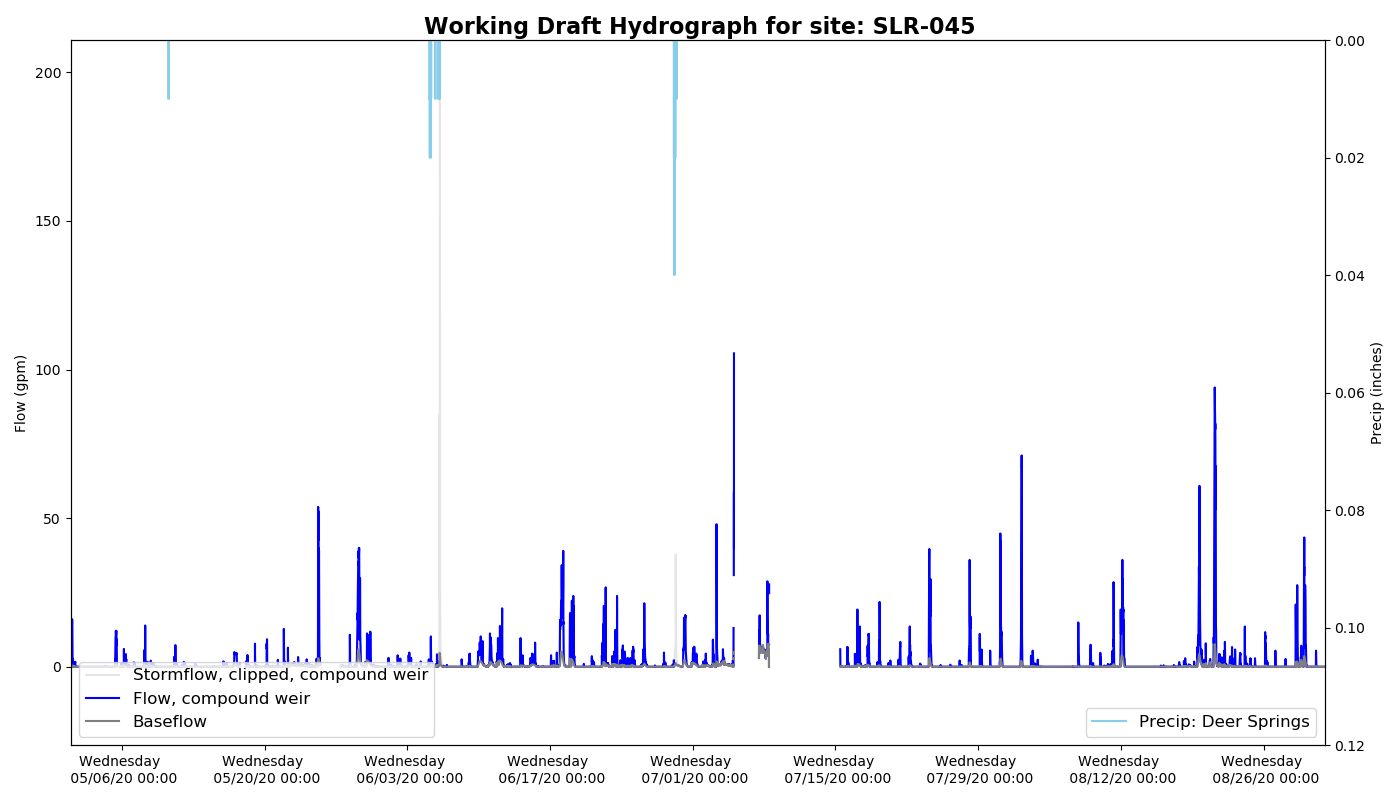 Working Draft Hydrograph for site: SLR-045
200
150
100
50
0
Flow (gpm)
0.00
0.02
0.04
0.06
0.08
0.10
0.12
Precip (inches)
Stormflow, clipped, compound weir
Flow, compound weir
Baseflow
Precip: Deer Springs
Wednesday
05/06/20 00:00
Wednesday
05/20/20 00:00
Wednesday
06/03/20 00:00
Wednesday
06/17/20 00:00
Wednesday
07/01/20 00:00
Wednesday
07/15/20 00:00
Wednesday
07/29/20 00:00
Wednesday
08/12/20 00:00
Wednesday
08/26/20 00:00